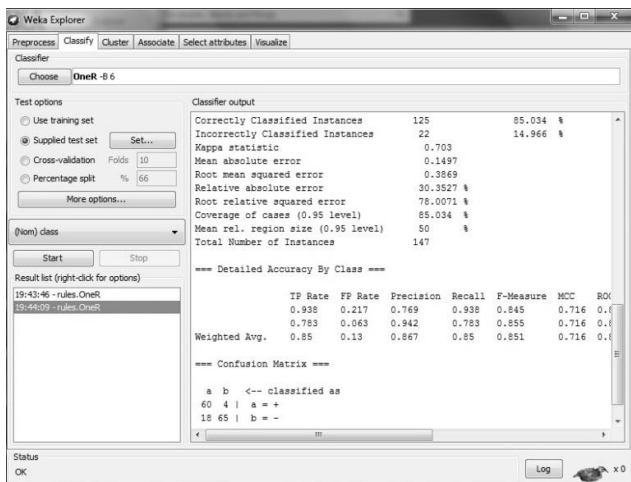 Weka Explorer
Preprocess Classify Cluster Associate Select attributes Visualize
Classifier
Choose OneR -B 6
Test options
Use training set
Supplied test set Set...
Cross-validation Folds 10
Percentage split % 66
More options...
(Nom) class
Start Stop
Result list (right-click for options)
19:43:46 - rules.OneR
19:44:09 - rules.OneR
Classifier output
Correctly Classified Instances 125 85.034 %
Incorrectly Classified Instances 22 14.966 %
Kappa statistic 0.703
Mean absolute error 0.1497
Root mean squared error 0.3869
Relative absolute error 30.3527 %
Root relative squared error 78.0071 %
Coverage of cases (0.95 level) 85.034 %
Mean rel. region size (0.95 level) 50 %
Total Number of Instances 147
=== Detailed Accuracy By Class ===
TP Rate FP Rate Precision Recall F-Measure MCC ROC
0.938 0.217 0.769 0.938 0.845 0.716
0.783 0.063 0.942 0.783 0.855 0.716
Weighted Avg. 0.85 0.13 0.867 0.85 0.851 0.716
=== Confusion Matrix ===
a b <-- classified as
60 4 | a = +
18 65 | b = -
Status
OK
Log x 0